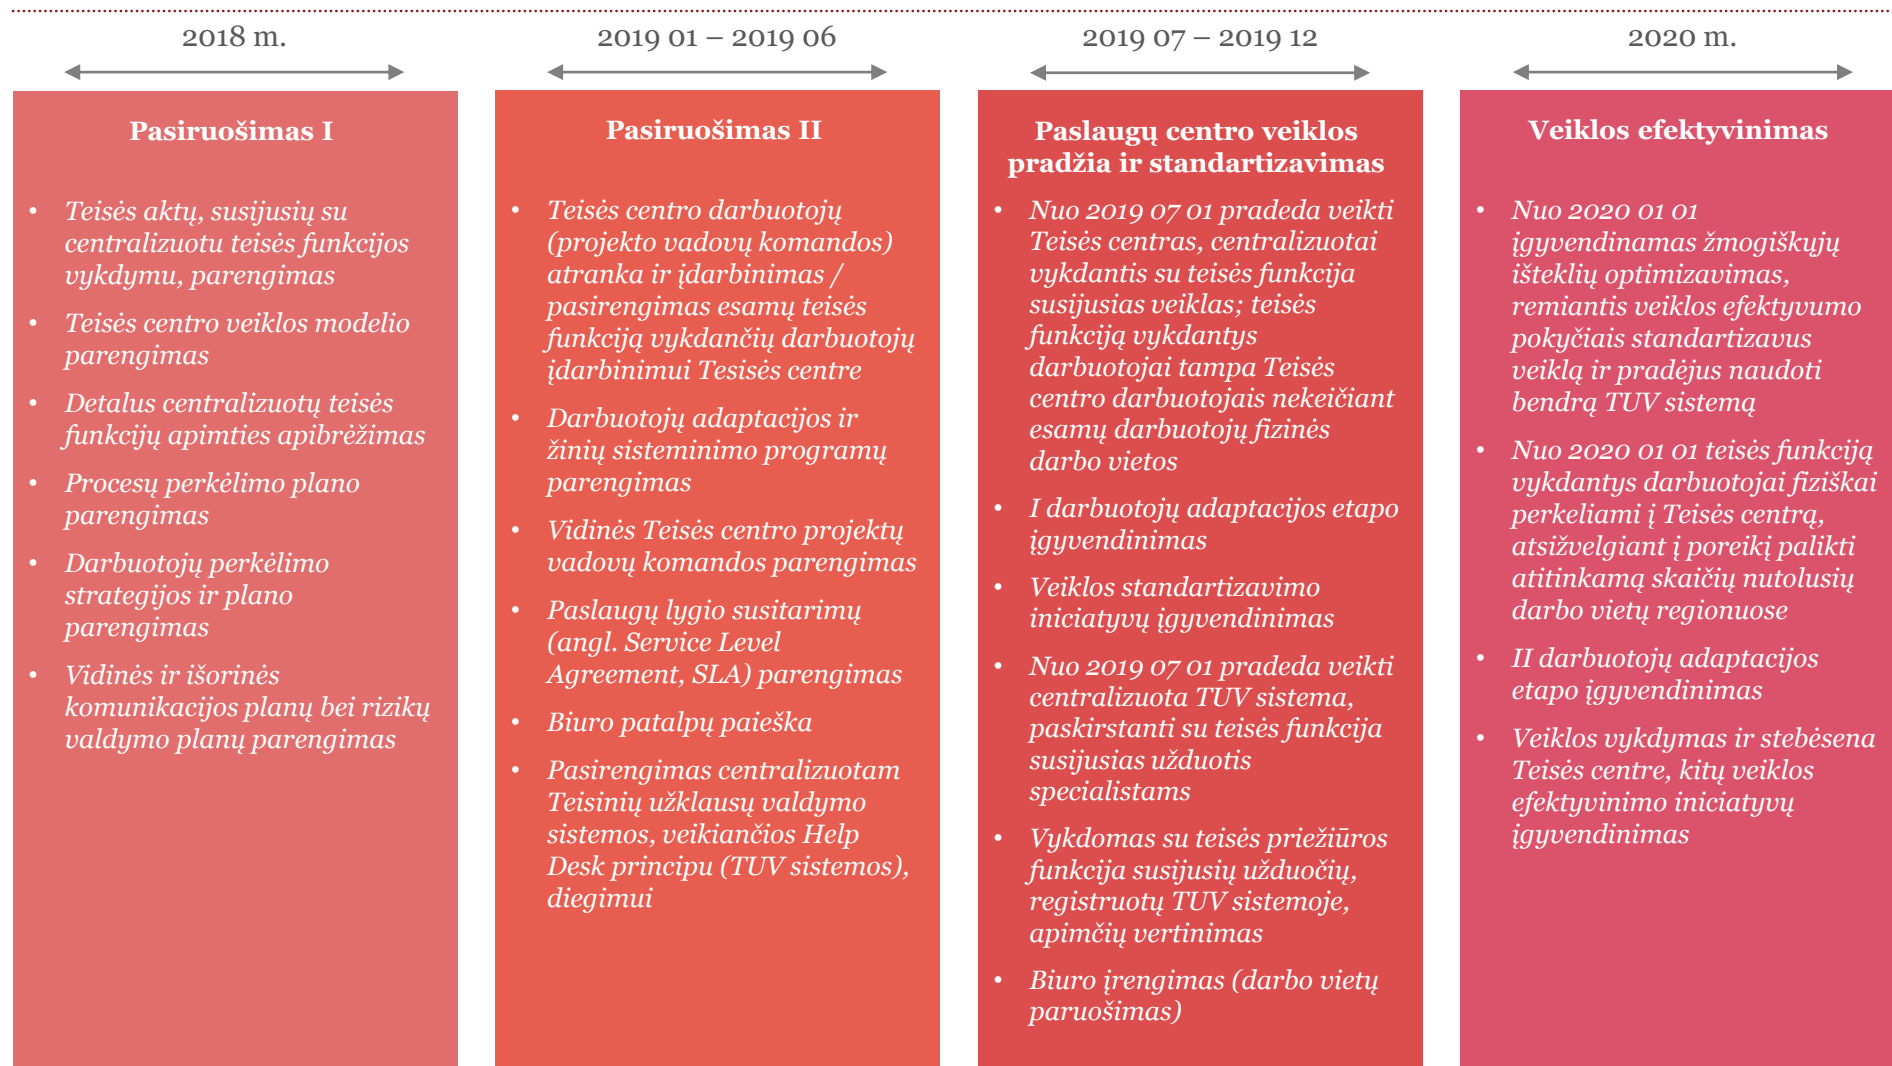 2018 m.
2019 01 – 2019 06
2019 07 – 2019 12
2020 m.
Pasiruošimas I
• Teisės aktų, susijusių su
centralizuotu teisės funkcijos
vykdymu, parengimas
• Teisės centro veiklos modelio
parengimas
• Detalus centralizuotų teisės
funkcijų apimties apibrėžimas
• Procesų perkėlimo plano
parengimas
• Darbuotojų perkėlimo
strategijos ir plano
parengimas
• Vidinės ir išorinės
komunikacijos planų bei rizikų
valdymo planų parengimas
Pasiruošimas II
• Teisės centro darbuotojų
(projekto vadovų komandos)
atranka ir įdarbinimas /
pasirengimas esamų teisės
funkciją vykdančių darbuotojų
įdarbinimui Tesisės centre
• Darbuotojų adaptacijos ir
žinių sisteminimo programų
parengimas
• Vidinės Teisės centro projektų
vadovų komandos parengimas
• Paslaugų lygio susitarimų
(angl. Service Level
Agreement, SLA) parengimas
• Biuro patalpų paieška
• Pasirengimas centralizuotam
Teisinių užklausų valdymo
sistemos, veikiančios Help
Desk principu (TUV sistemos),
diegimui
Paslaugų centro veiklos
pradžia ir standartizavimas
• Nuo 2019 07 01 pradeda veikti
Teisės centras, centralizuotai
vykdantis su teisės funkcija
susijusias veiklas; teisės
funkciją vykdantys
darbuotojai tampa Teisės
centro darbuotojais nekeičiant
esamų darbuotojų fizinės
darbo vietos
• I darbuotojų adaptacijos etapo
įgyvendinimas
• Veiklos standartizavimo
iniciatyvų įgyvendinimas
• Nuo 2019 07 01 pradeda veikti
centralizuota TUV sistema,
paskirstanti su teisės funkcija
susijusias užduotis
specialistams
• Vykdomas su teisės priežiūros
funkcija susijusių užduočių,
registruotų TUV sistemoje,
apimčių vertinimas
• Biuro įrengimas (darbo vietų
paruošimas)
Veiklos efektyvinimas
• Nuo 2020 01 01
įgyvendinamas žmogiškųjų
išteklių optimizavimas,
remiantis veiklos efektyvumo
pokyčiais standartizavus
veiklą ir pradėjus naudoti
bendrą TUV sistemą
• Nuo 2020 01 01 teisės funkciją
vykdantys darbuotojai fiziškai
perkeliami į Teisės centrą,
atsižvelgiant į poreikį palikti
atitinkamą skaičių nutolusių
darbo vietų regionuose
• II darbuotojų adaptacijos
etapo įgyvendinimas
• Veiklos vykdymas ir stebėsena
Teisės centre, kitų veiklos
efektyvinimo iniciatyvų
įgyvendinimas